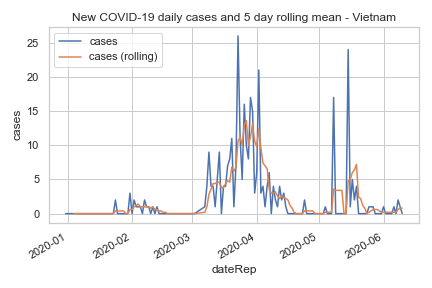 New COVID-19 daily cases and 5 day rolling mean - Vietnam
cases
cases (rolling)
25
20
15
10
5
0
cases
2020-01
2020-02
2020-03
2020-04
2020-05
2020-06
dateRep